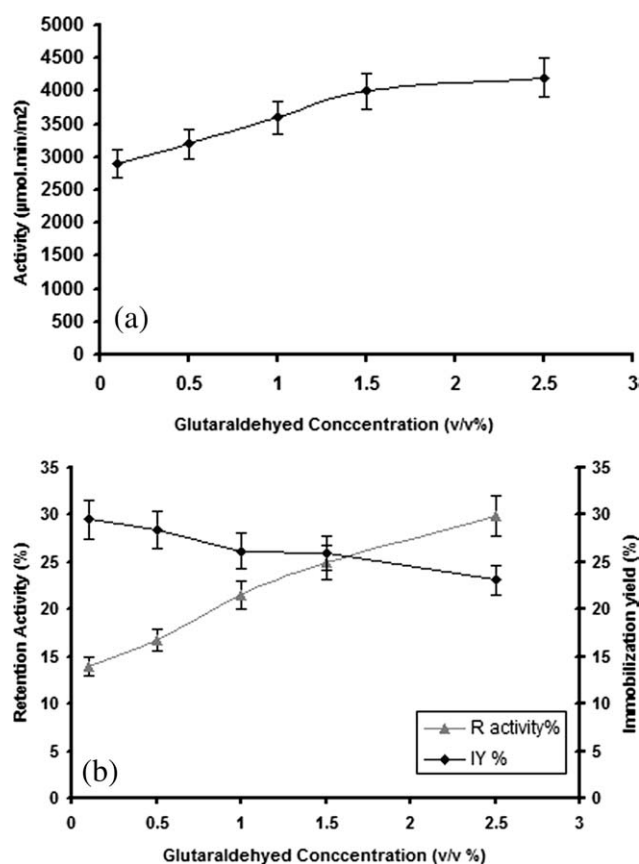 5000
4500
4000
3500
3000
2500
2000
1500
1000
500
0
Activity (µmol.min/m2)
(a)
0 0.5 1 1.5 2 2.5 3
Glutaraldehyed Conccentration (v/v%)
35 35
30 30
25 25
20 20
15 15
10 10
5 5
0 0
Retention Activity (%)
Immobilization yield (%)
R activity%
IY %
(b)
0 0.5 1 1.5 2 2.5 3
Glutaraldehyed Conccentration (v/v %)